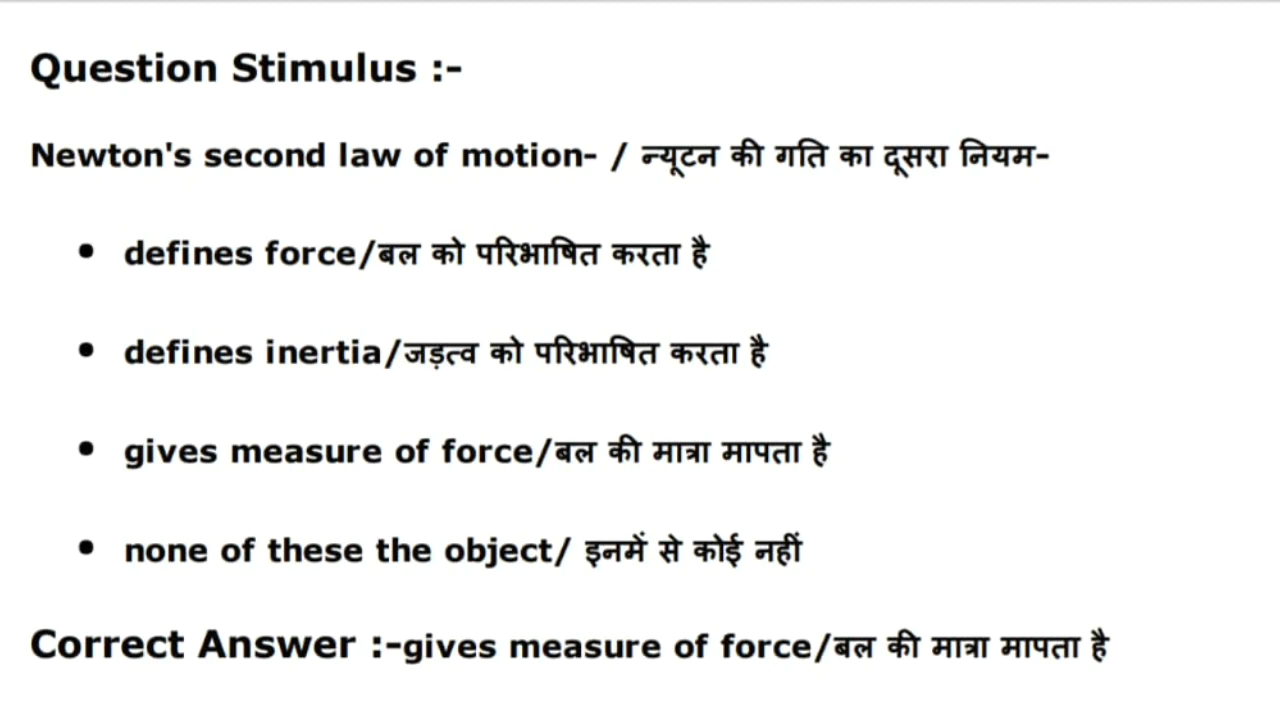 Question Stimulus :-
Newton's second law of motion- / न्यूटन की गति का दूसरा नियम-
• defines force/बल को परिभाषित करता है
• defines inertia/जड़त्व को परिभाषित करता है
• gives measure of force/बल की मात्रा मापता है
• none of these the object/ इनमें से कोई नहीं
Correct Answer :-gives measure of force/बल की मात्रा मापता है